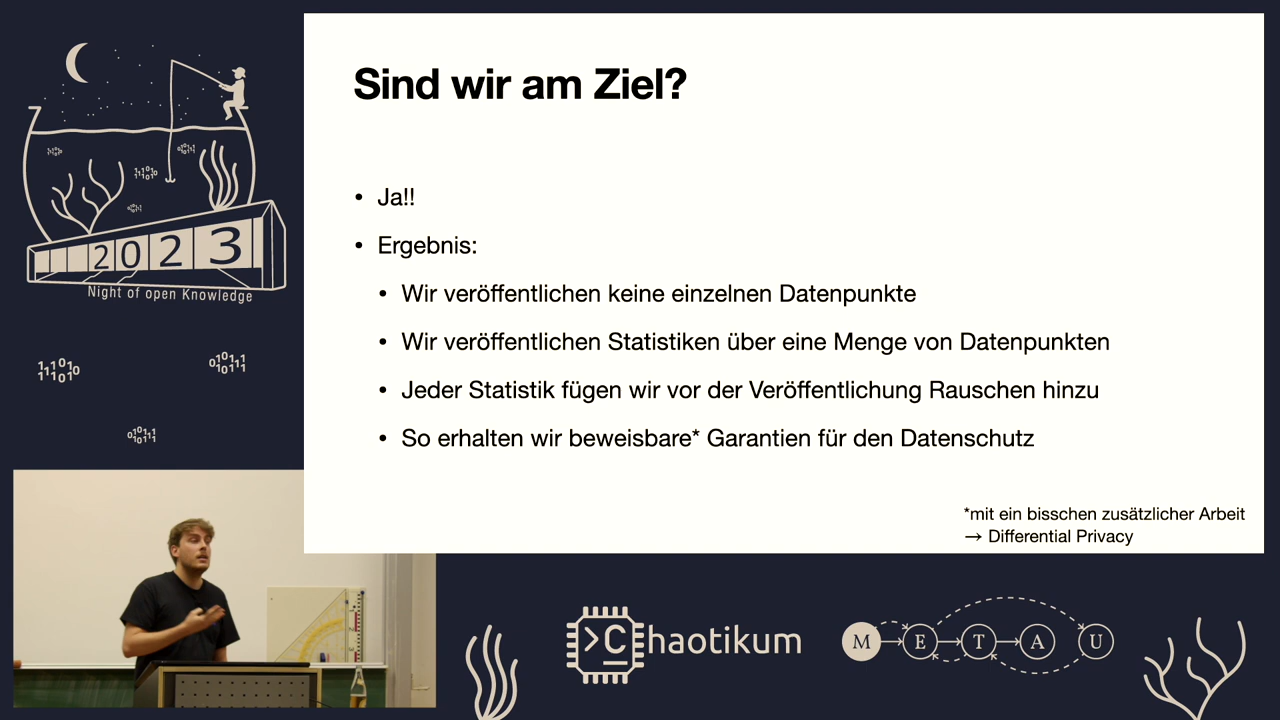 Sind wir am Ziel?
• Ja!!
• Ergebnis:
• Wir veröffentlichen keine einzelnen Datenpunkte
• Wir veröffentlichen Statistiken über eine Menge von Datenpunkten
• Jeder Statistik fügen wir vor der Veröffentlichung Rauschen hinzu
• So erhalten wir beweisbare* Garantien für den Datenschutz
*mit ein bisschen zusätzlicher Arbeit
→ Differential Privacy
2023
Night of open Knowledge
>C haotikum
M E T A U